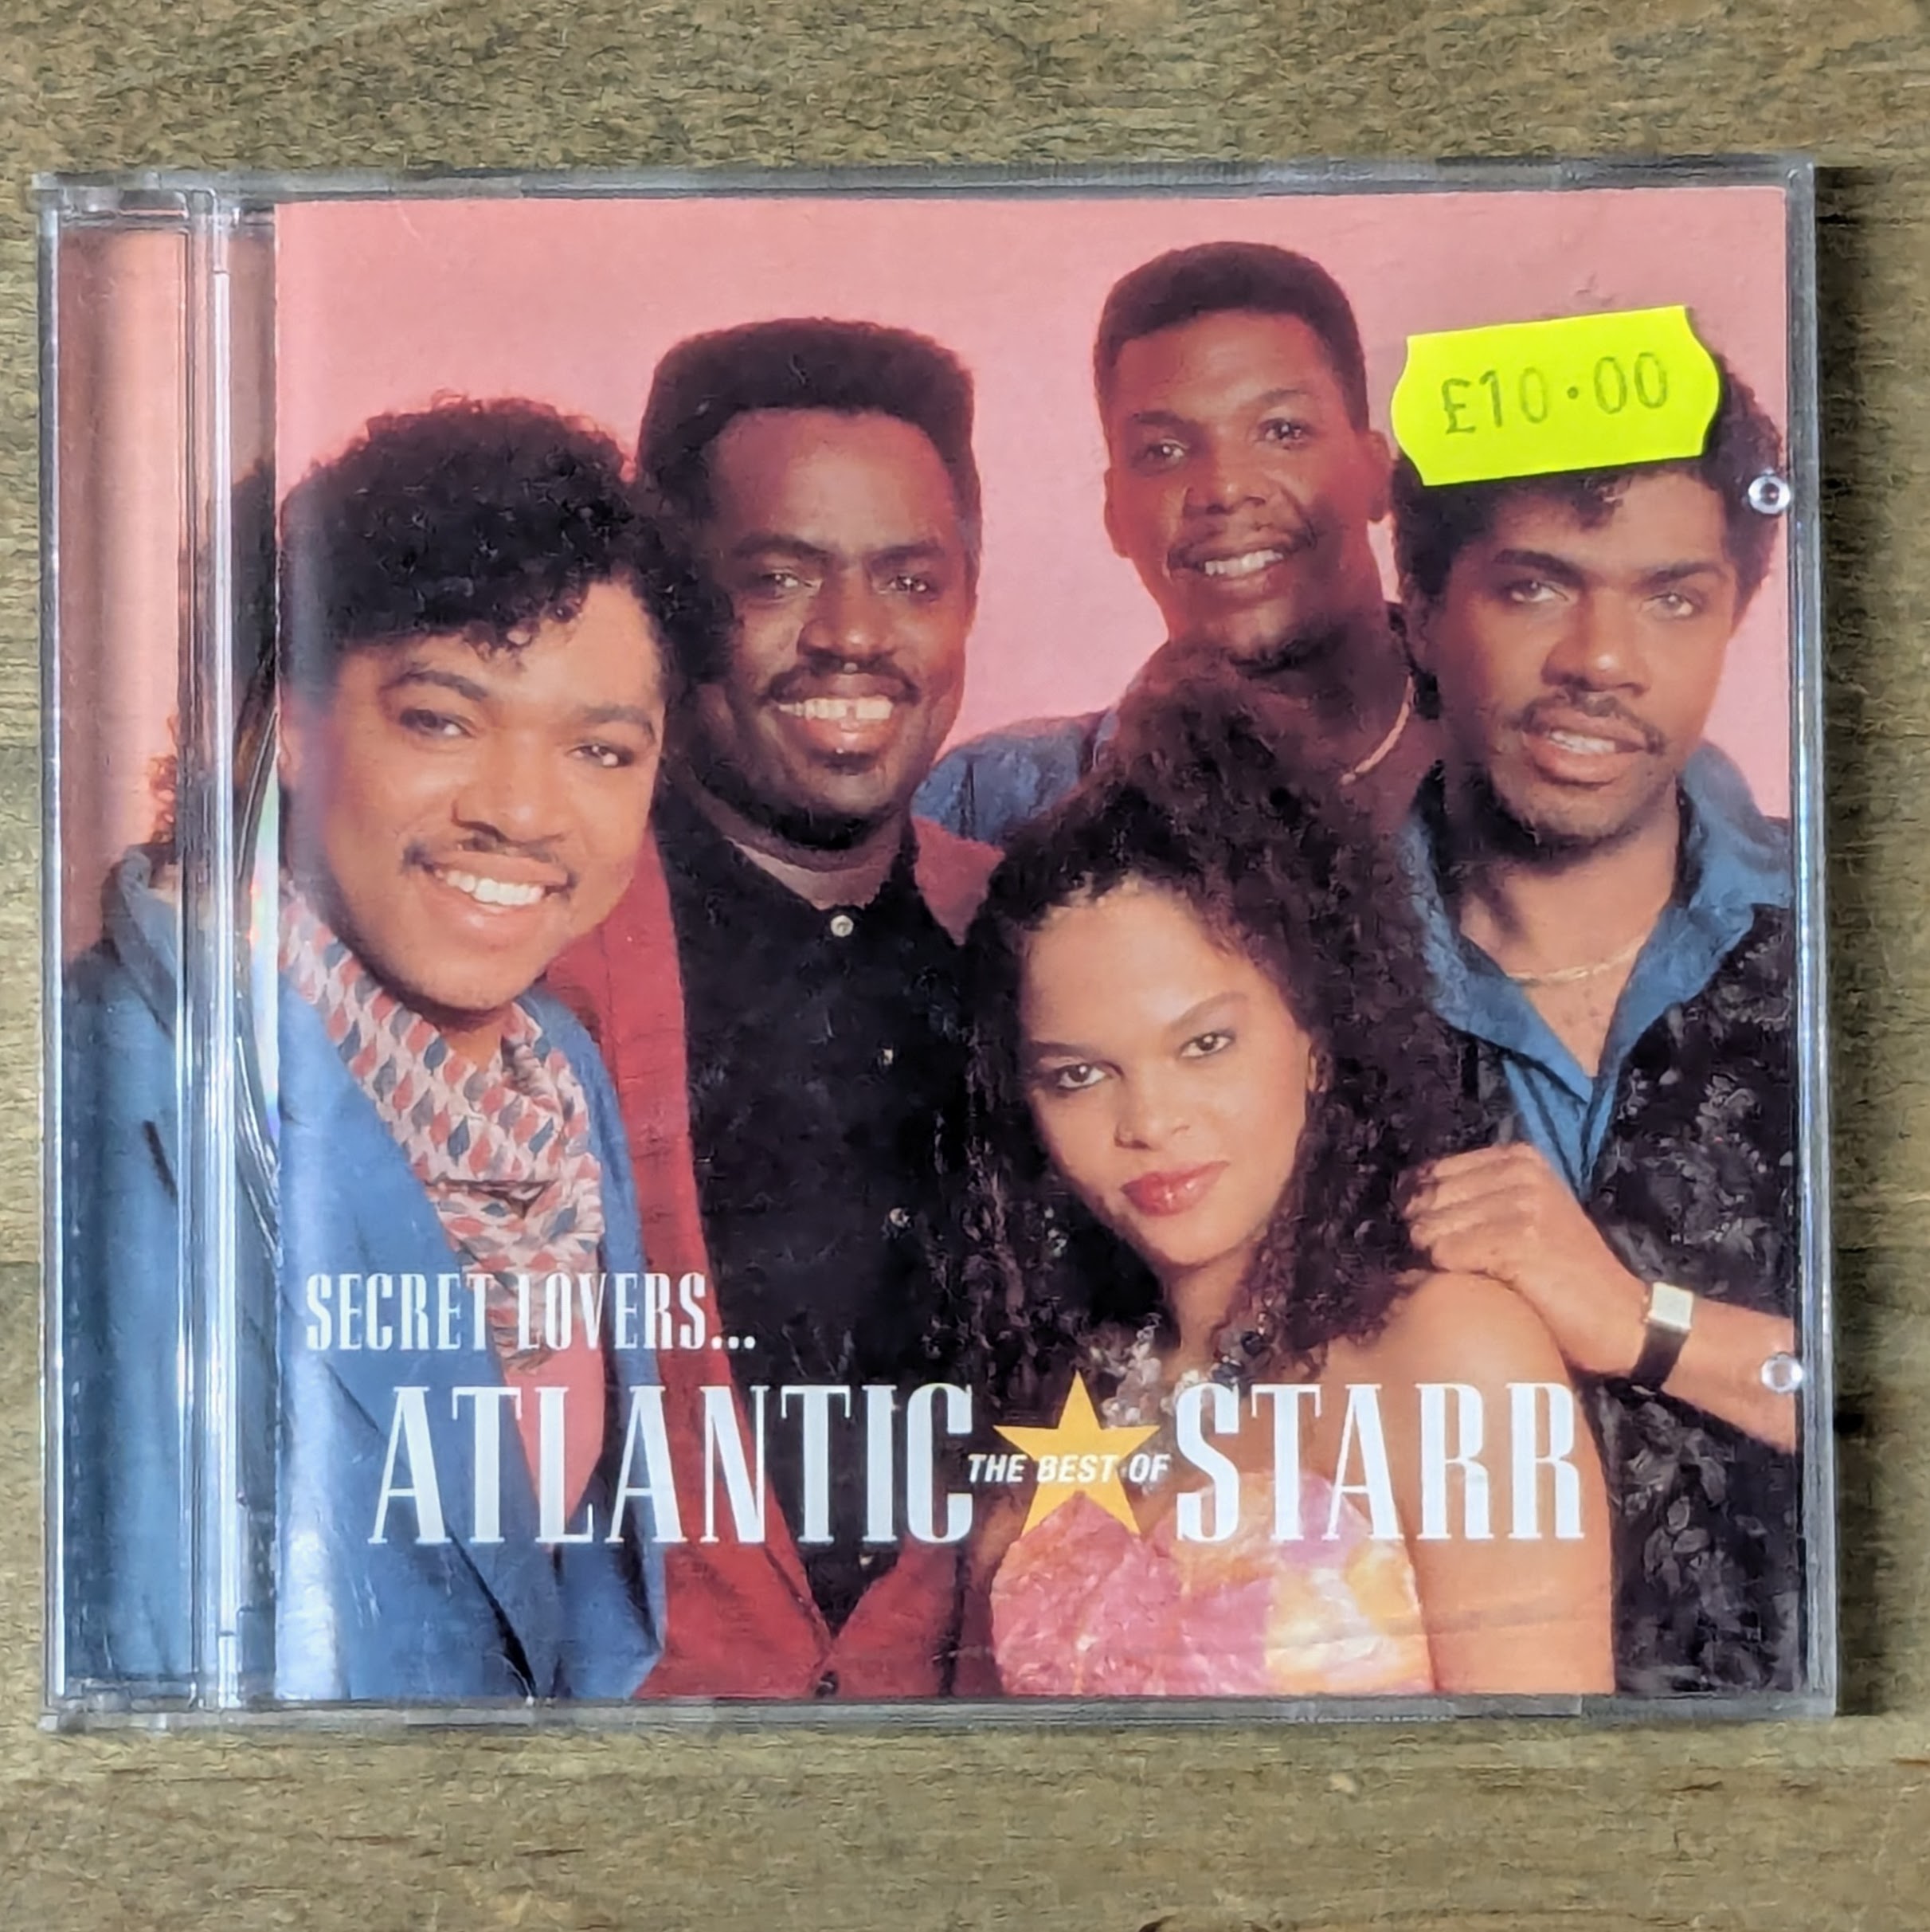 £10.00
SECRET LOVERS...
ATLANTIC THE BEST OF STARR